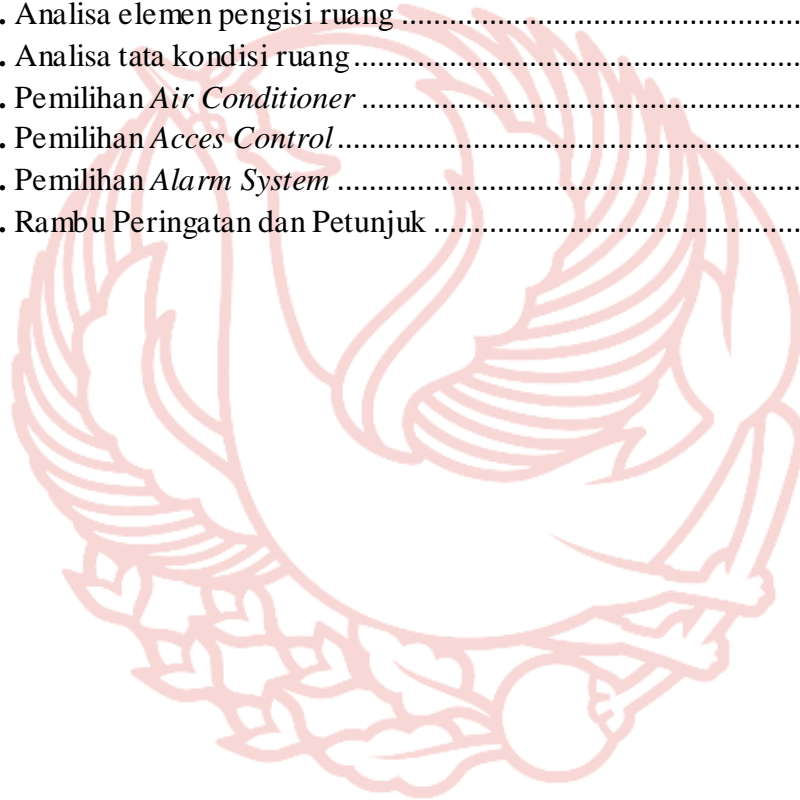 . Analisa elemen pengisi ruang ..................................................
. Analisa tata kondisi ruang ........................................................
. Pemilihan Air Conditioner .......................................................
. Pemilihan Acces Control ..........................................................
. Pemilihan Alarm System ..........................................................
. Rambu Peringatan dan Petunjuk ..............................................